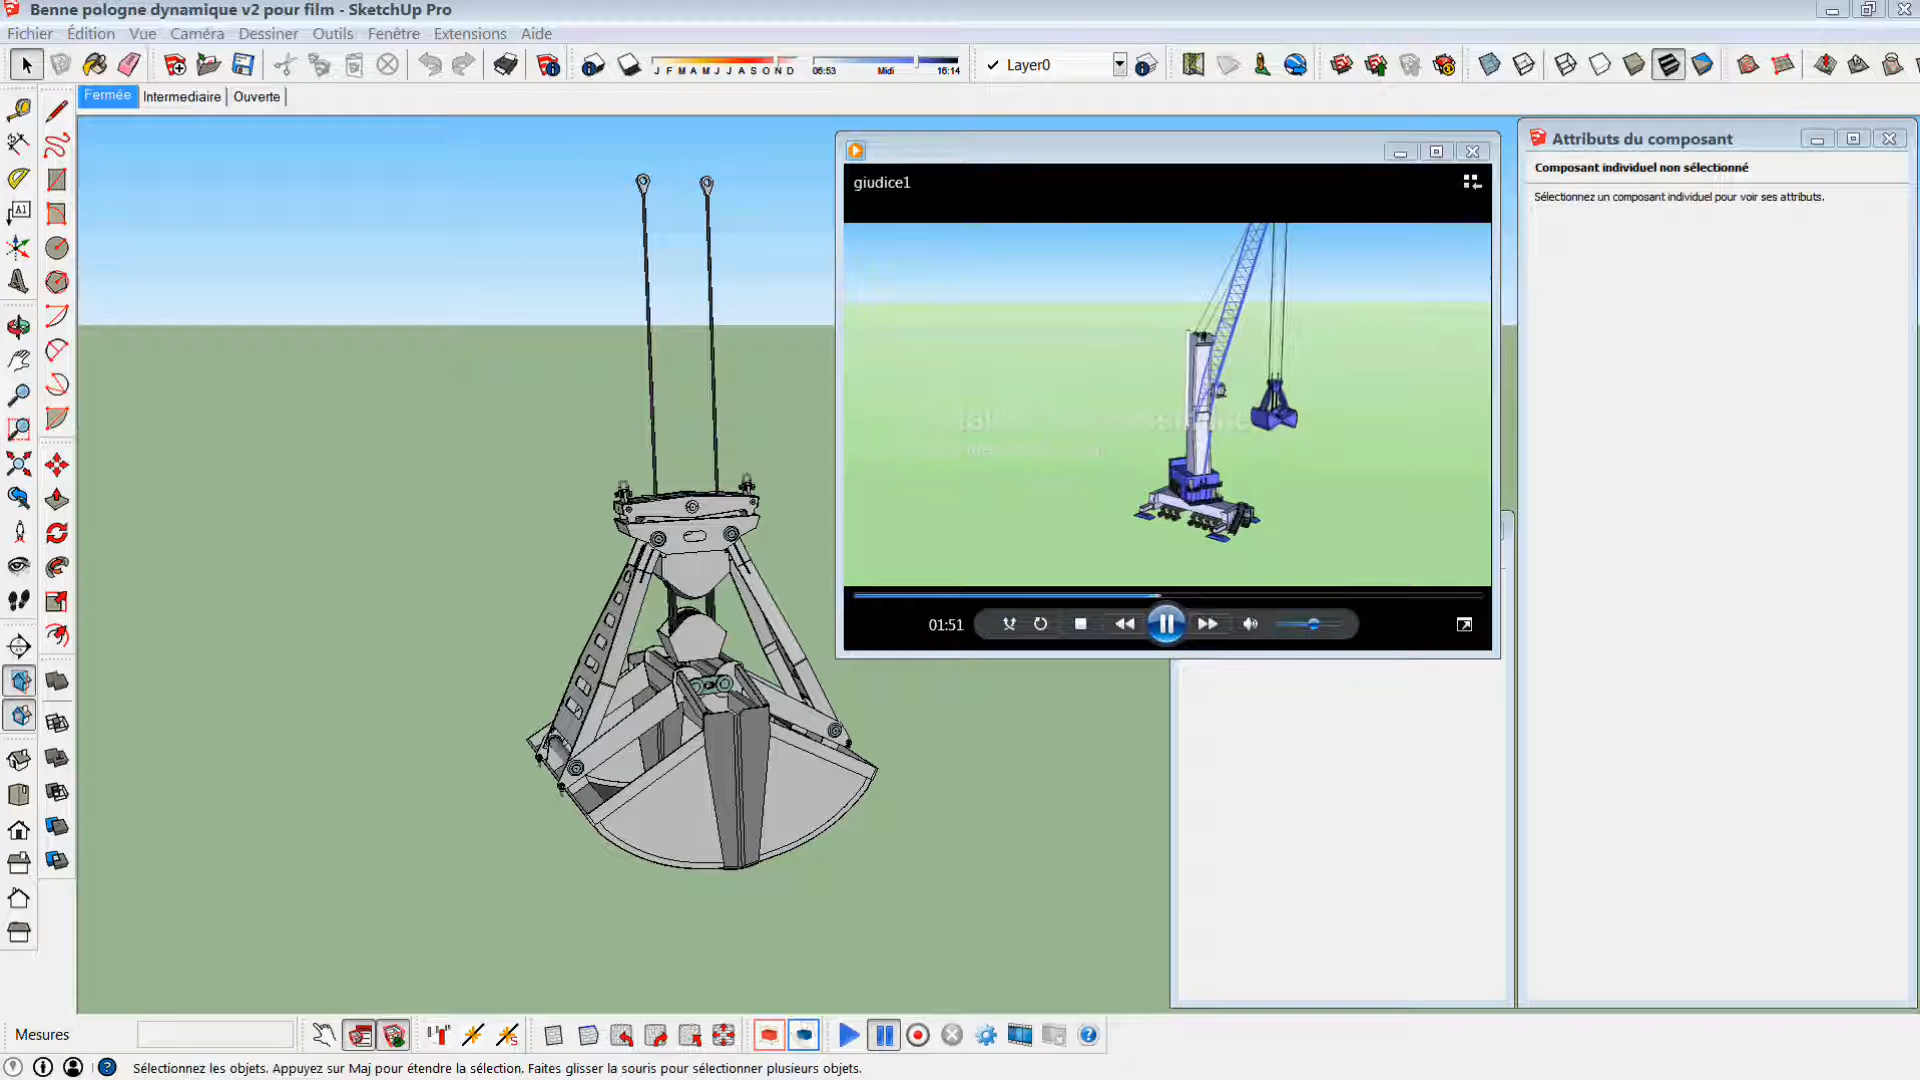 Benne pologne dynamique v2 pour film - SketchUp Pro
Fichier Édition Vue Caméra Dessiner Outils Fenêtre Extensions Aide
J F M A M J J A S O N D
06:53 Midi 16:14
Layer0
Fermée Intermediaire Ouverte
A1
giudice1
01:51
Attributs du composant
Composant individuel non sélectionné
Sélectionnez un composant individuel pour voir ses attributs.
Mesures
Sélectionnez les objets. Appuyez sur Maj pour étendre la sélection. Faites glisser la souris pour sélectionner plusieurs objets.